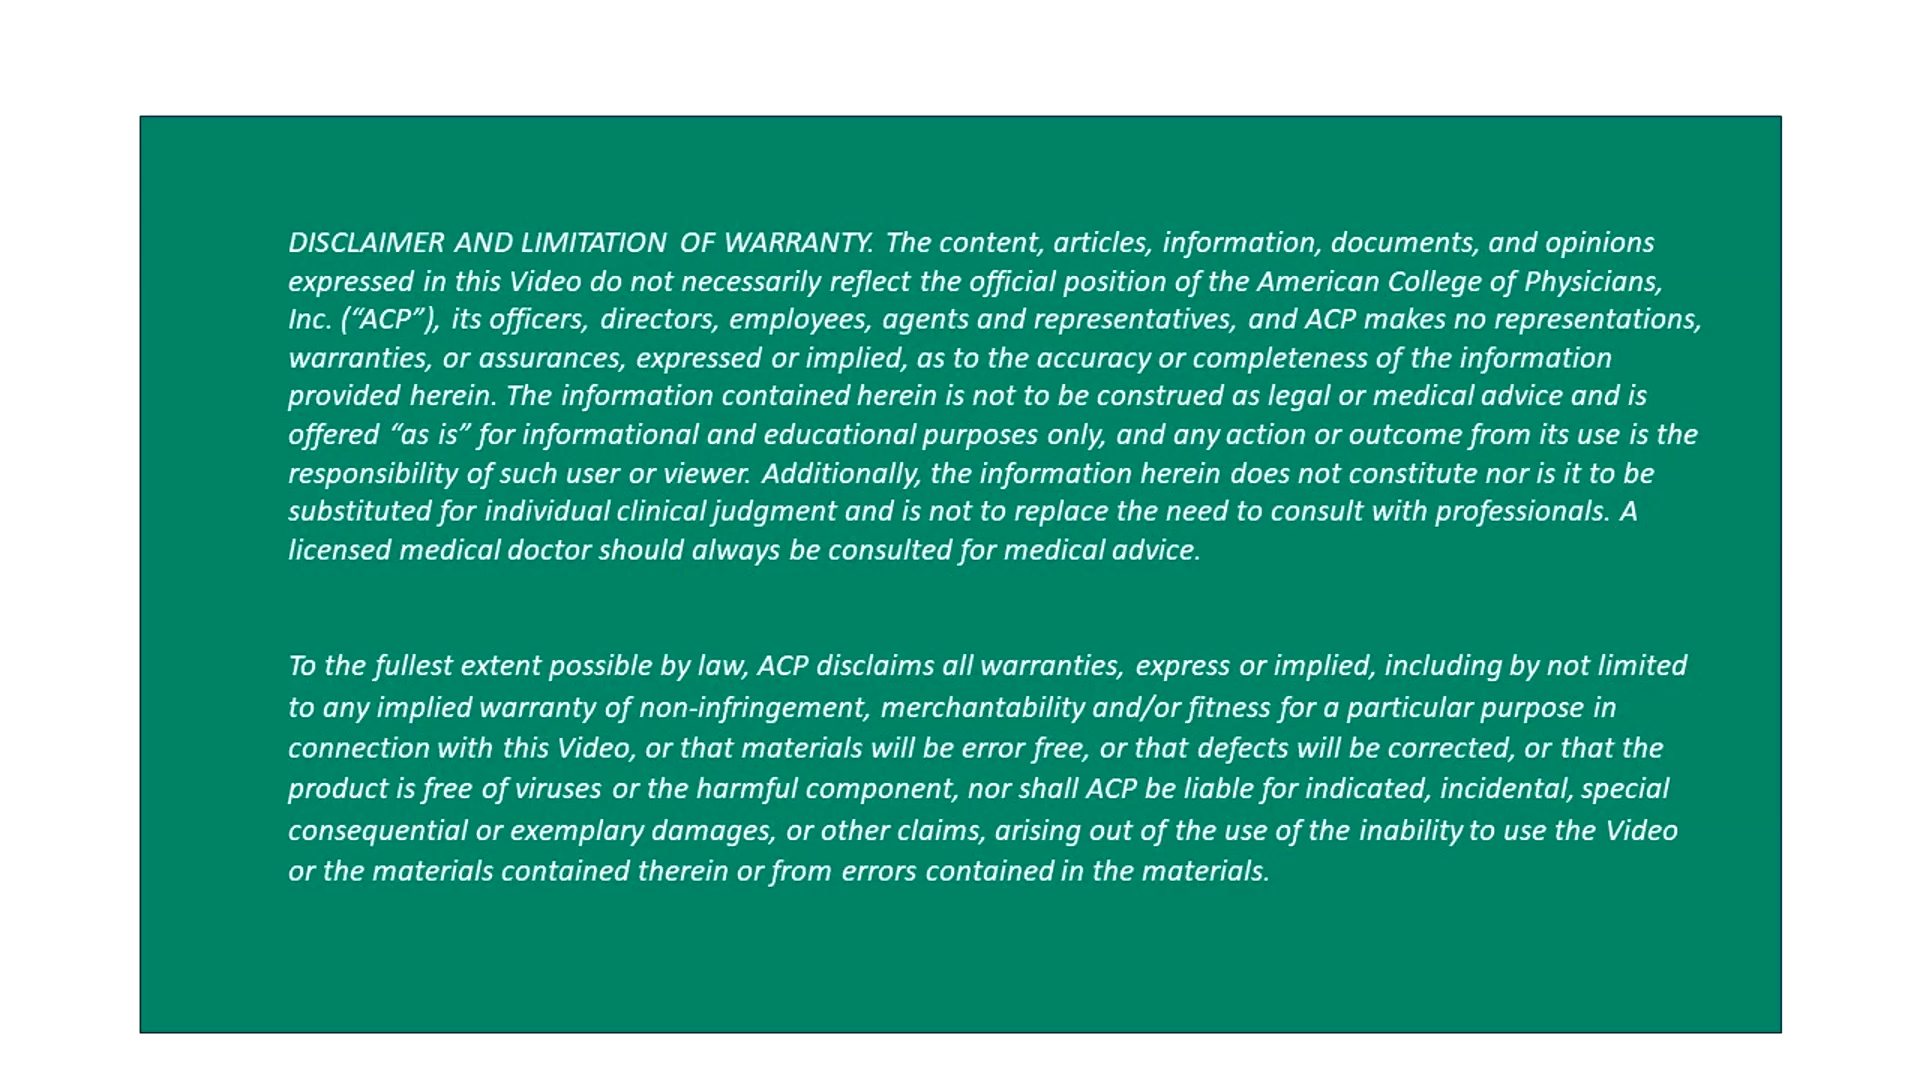 DISCLAIMER AND LIMITATION OF WARRANTY. The content, articles, information, documents, and opinions
expressed in this Video do not necessarily reflect the official position of the American College of Physicians,
Inc. (“ACP”), its officers, directors, employees, agents and representatives, and ACP makes no representations,
warranties, or assurances, expressed or implied, as to the accuracy or completeness of the information
provided herein. The information contained herein is not to be construed as legal or medical advice and is
offered “as is” for informational and educational purposes only, and any action or outcome from its use is the
responsibility of such user or viewer. Additionally, the information herein does not constitute nor is it to be
substituted for individual clinical judgment and is not to replace the need to consult with professionals. A
licensed medical doctor should always be consulted for medical advice.
To the fullest extent possible by law, ACP disclaims all warranties, express or implied, including by not limited
to any implied warranty of non-infringement, merchantability and/or fitness for a particular purpose in
connection with this Video, or that materials will be error free, or that defects will be corrected, or that the
product is free of viruses or the harmful component, nor shall ACP be liable for indicated, incidental, special
consequential or exemplary damages, or other claims, arising out of the use of the inability to use the Video
or the materials contained therein or from errors contained in the materials.